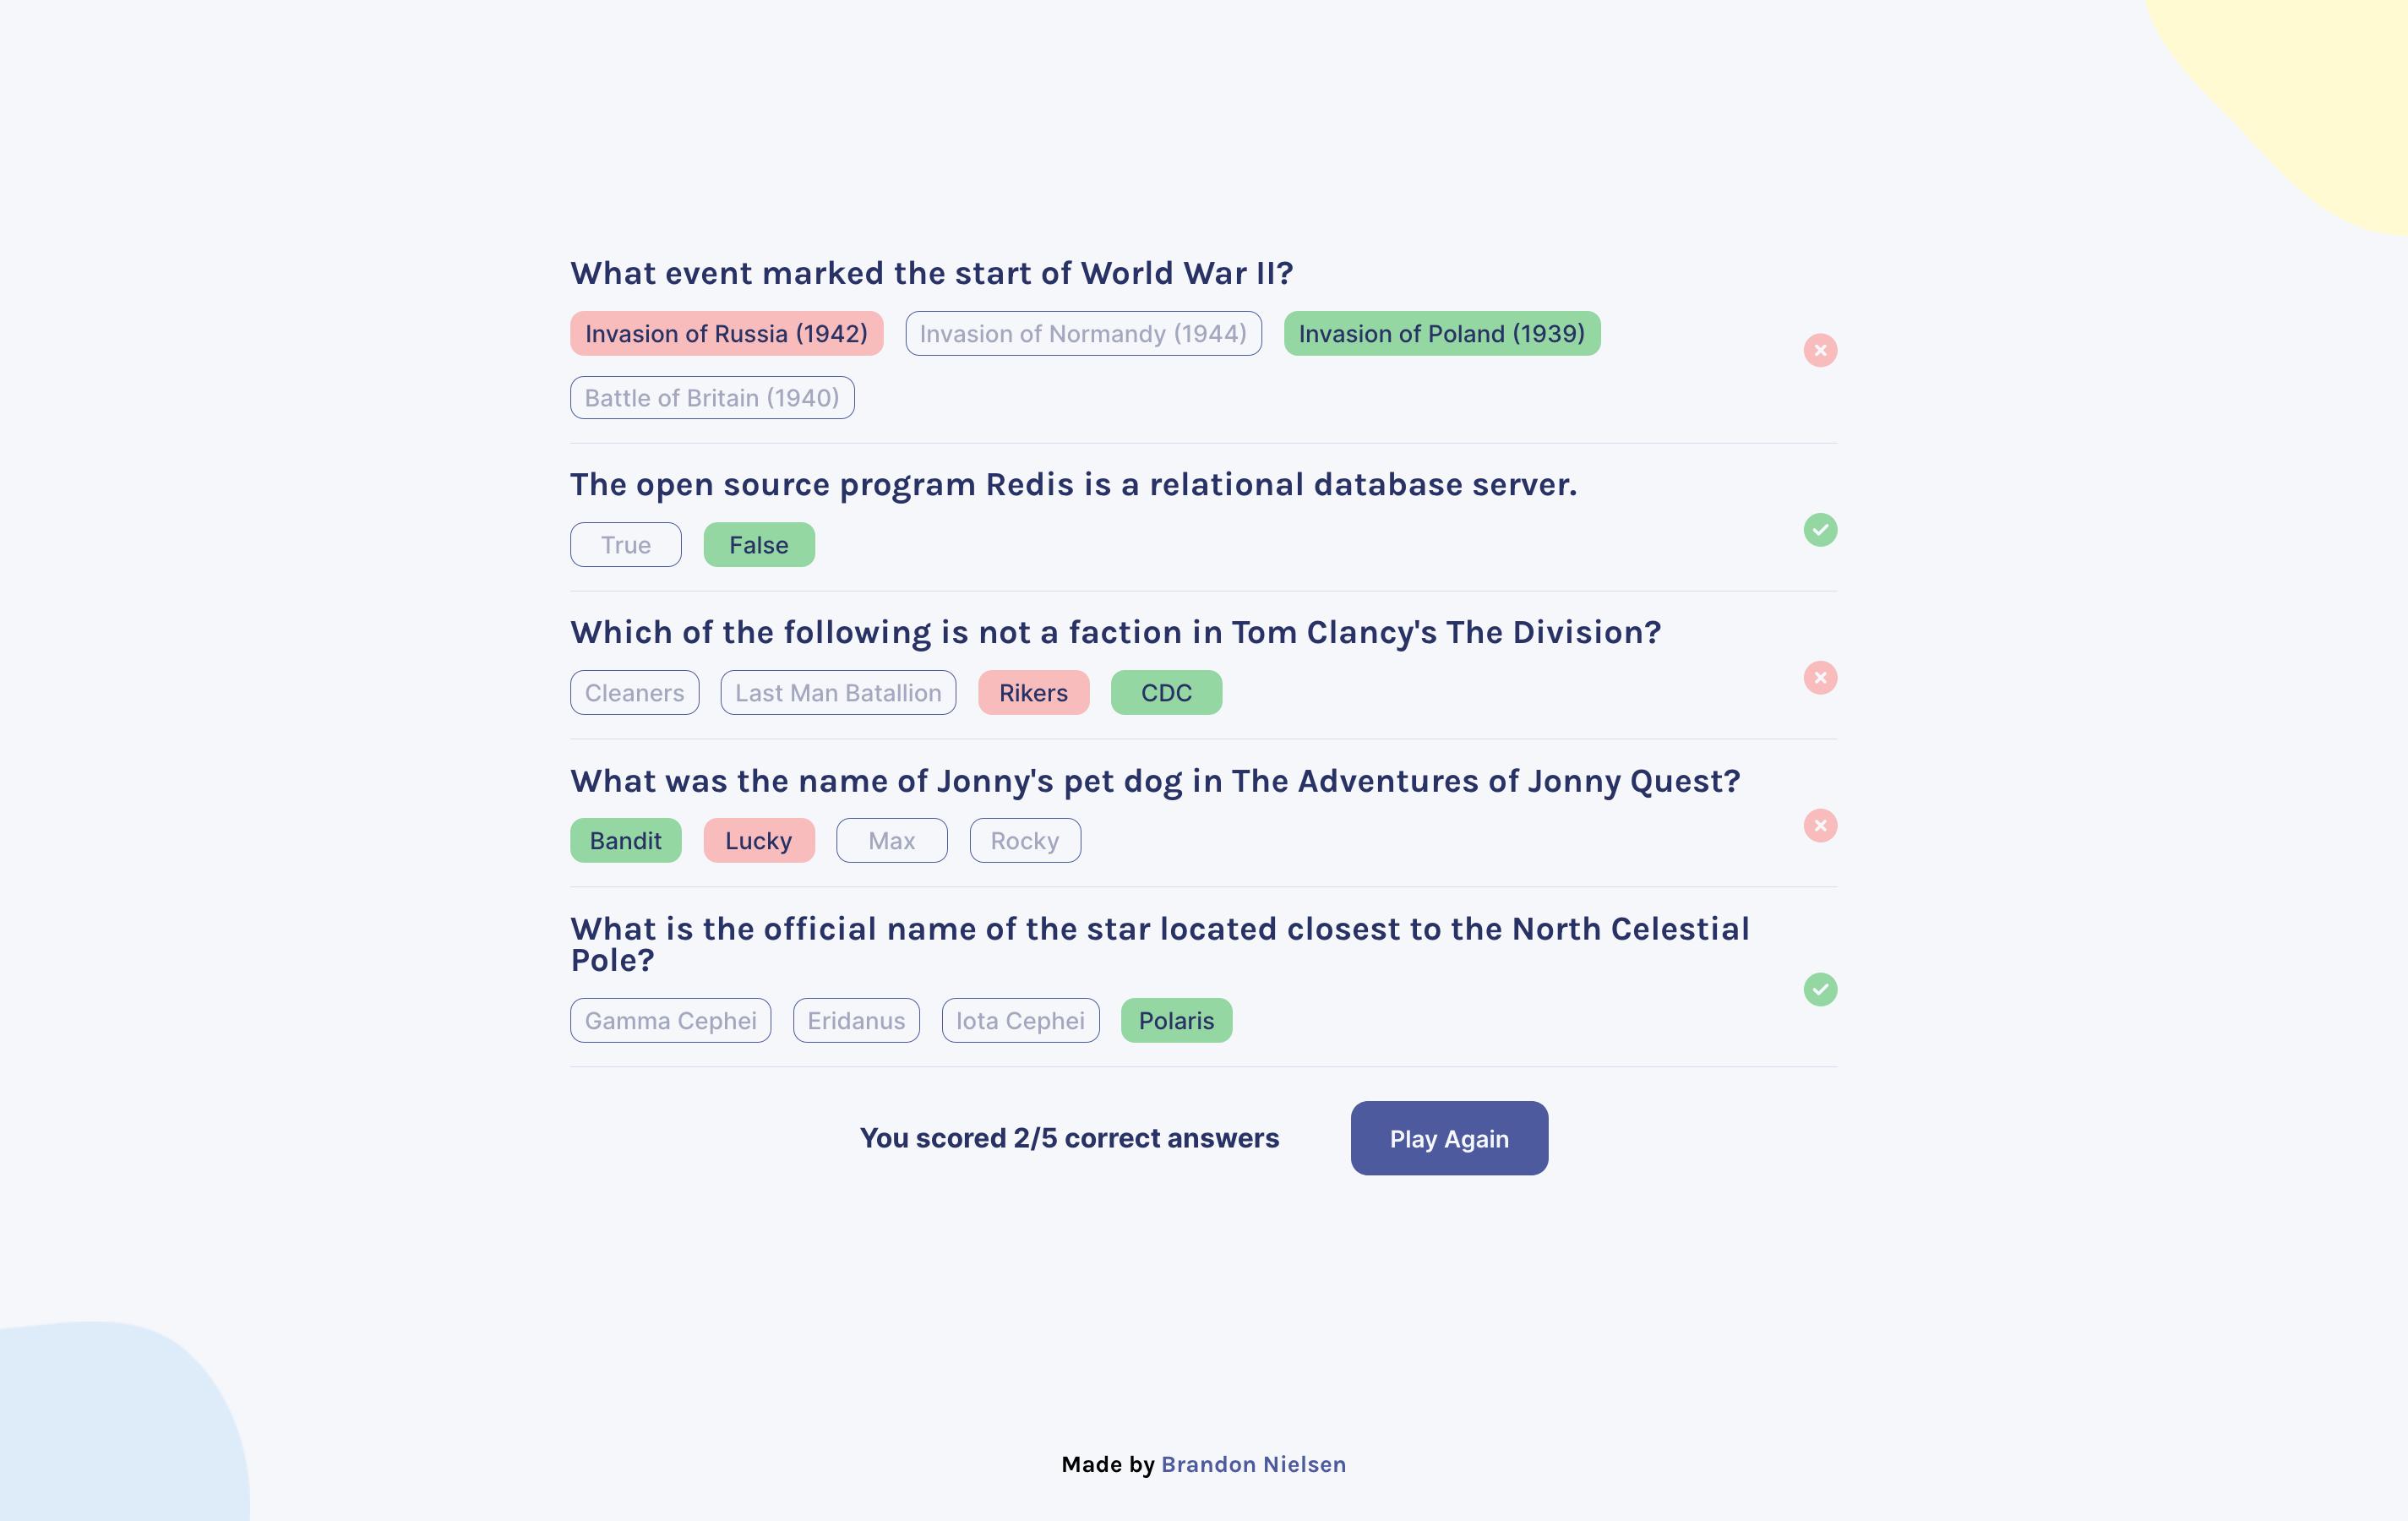 What event marked the start of World War II?
Invasion of Russia (1942) Invasion of Normandy (1944) Invasion of Poland (1939)
Battle of Britain (1940)
The open source program Redis is a relational database server.
True False
Which of the following is not a faction in Tom Clancy's The Division?
Cleaners Last Man Batallion Rikers CDC
What was the name of Jonny's pet dog in The Adventures of Jonny Quest?
Bandit Lucky Max Rocky
What is the official name of the star located closest to the North Celestial
Pole?
Gamma Cephei Eridanus Iota Cephei Polaris
You scored 2/5 correct answers Play Again
Made by Brandon Nielsen